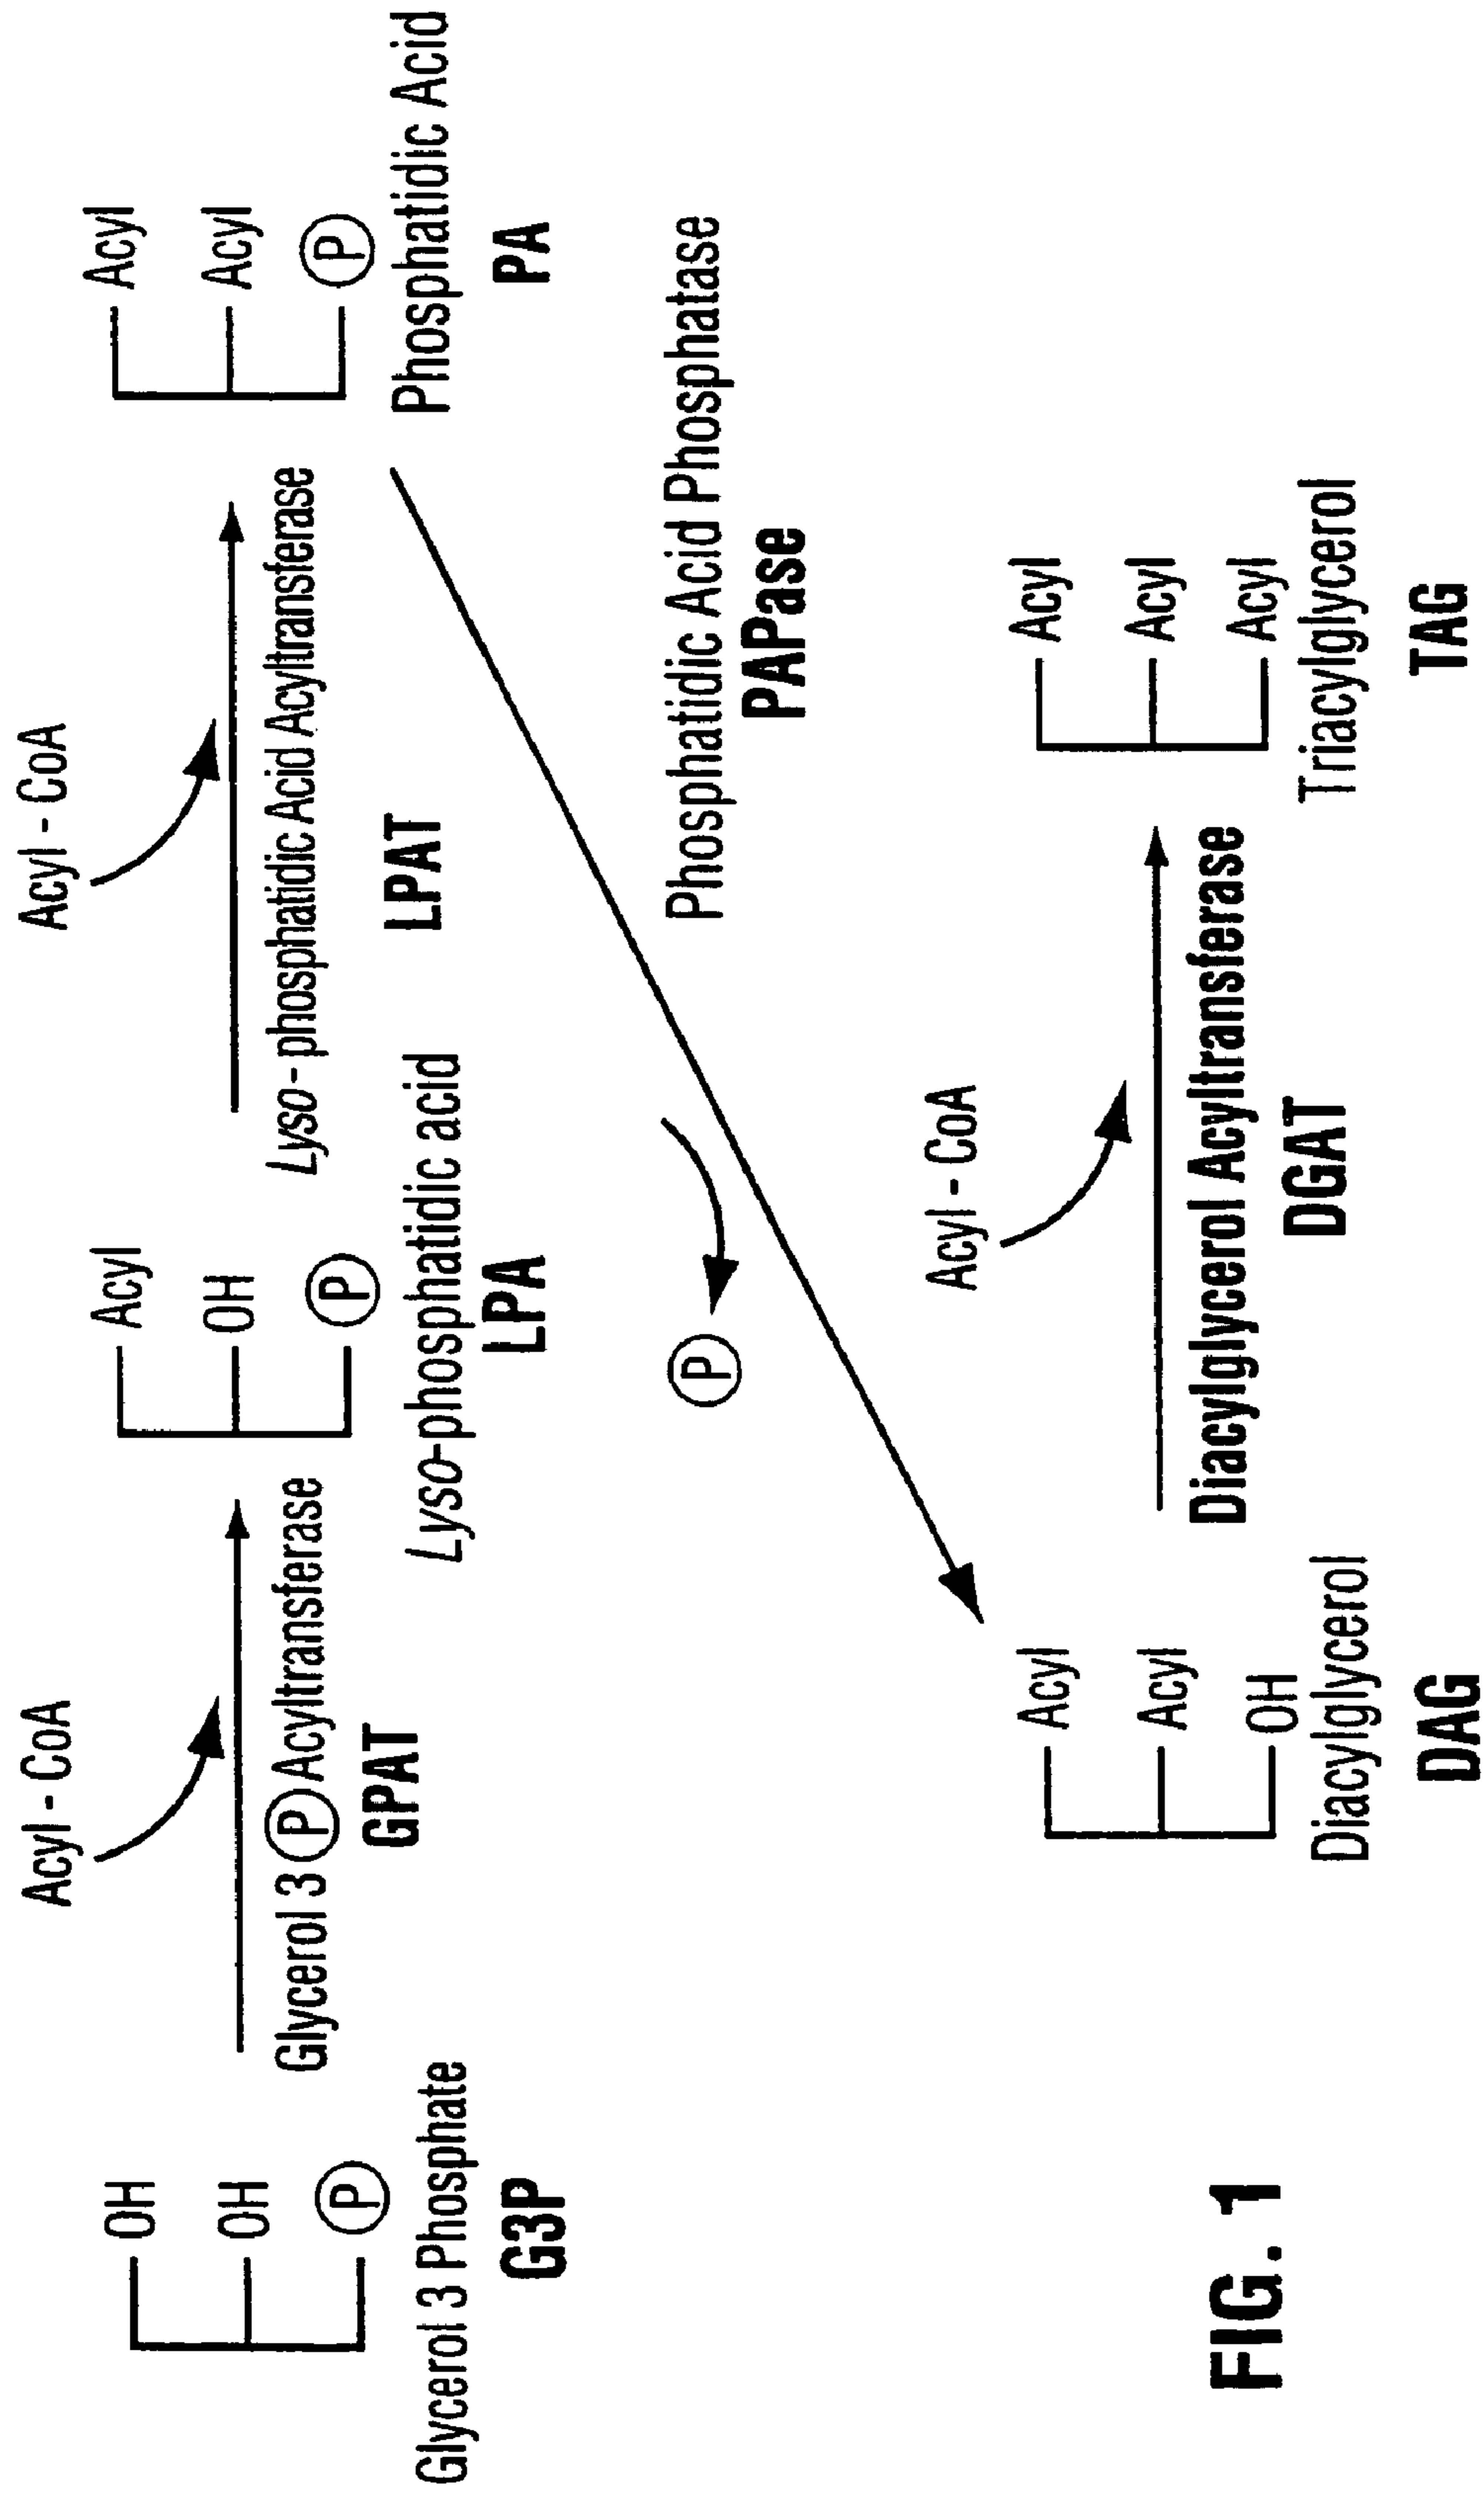 Acyl - CoA
Acyl - CoA
OH
OH
P
Glycerol 3 Phosphate
G3P
Glycerol 3 P Acyltransferase
GPAT
Acyl
OH
P
Lyso-phosphatidic acid
LPA
Lyso-phosphatidic Acid Acyltransferase
LPAT
Acyl
Acyl
P
Phosphatidic Acid
PA
P
Phosphatidic Acid Phosphatase
PAPase
Acyl
Acyl
OH
Diacylglycerol
DAG
Acyl - CoA
Diacylglycerol Acyltransferase
DGAT
Acyl
Acyl
Acyl
Triacylglycerol
TAG
FIG. 1